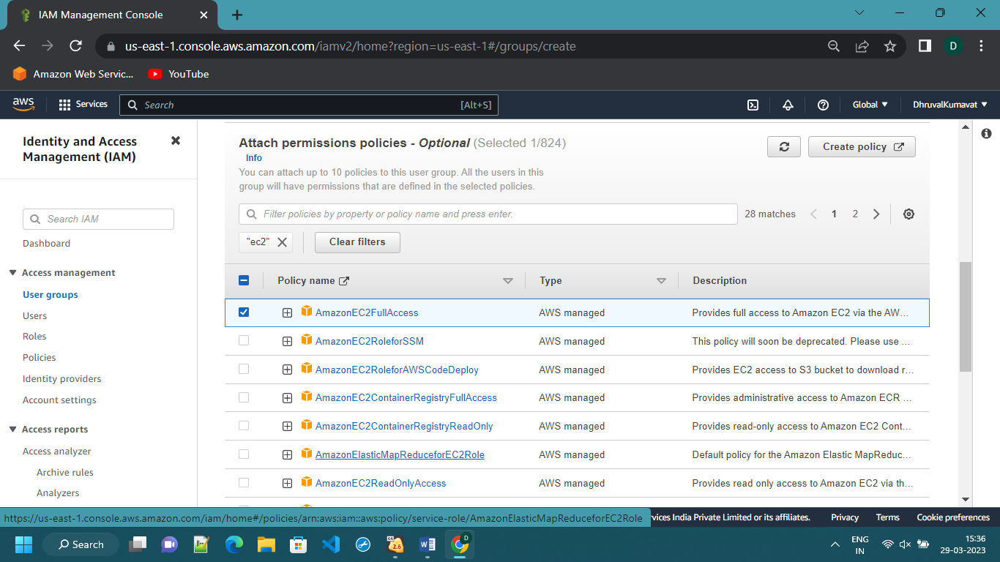 IAM Management Console
us-east-1.console.aws.amazon.com/iamv2/home?region=us-east-1#/groups/create
D
Amazon Web Servic...
YouTube
aws
Services
Search
[Alt+S]
Global
DhruvalKumavat
Identity and Access
Management (IAM)
Search IAM
Dashboard
Access management
User groups
Users
Roles
Policies
Identity providers
Account settings
Access reports
Access analyzer
Archive rules
Analyzers
Attach permissions policies - Optional (Selected 1/824)
Info
You can attach up to 10 policies to this user group. All the users in this
group will have permissions that are defined in the selected policies.
Create policy
Filter policies by property or policy name and press enter.
28 matches
1
2
"ec2"
Clear filters
Policy name Type Description
AmazonEC2FullAccess AWS managed Provides full access to Amazon EC2 via the AW...
AmazonEC2RoleforSSM AWS managed This policy will soon be deprecated. Please use ...
AmazonEC2RoleforAWSCodeDeploy AWS managed Provides EC2 access to S3 bucket to download r...
AmazonEC2ContainerRegistryFullAccess AWS managed Provides administrative access to Amazon ECR ...
AmazonEC2ContainerRegistryReadOnly AWS managed Provides read-only access to Amazon EC2 Cont...
AmazonElasticMapReduceforEC2Role AWS managed Default policy for the Amazon Elastic MapReduc...
AmazonEC2ReadOnlyAccess AWS managed Provides read only access to Amazon EC2 via th...
https://us-east-1.console.aws.amazon.com/iam/home#/policies/arn:aws:iam::aws:policy/service-role/AmazonElasticMapReduceforEC2Role
vices India Private Limited or its affiliates.
Privacy
Terms
Cookie preferences
Search
2.6
D
ENG
IN
15:36
29-03-2023